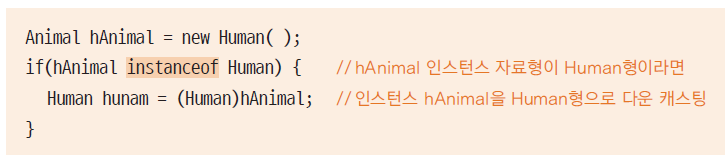 Animal hAnimal = new Human( );
if(hAnimal instanceof Human) { //hAnimal 인스턴스 자료형이 Human형이라면
Human hunam = (Human)hAnimal; //인스턴스 hAnimal을 Human형으로 다운 캐스팅
}